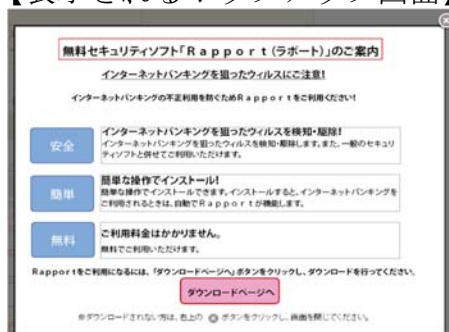 【表示されるポップアップ画面】
無料セキュリティソフト「Rapport(ラポート)」のご案内
インターネットバンキングを狙ったウィルスにご注意!
インターネットバンキングの不正利用を防ぐためRapportをご利用ください!
安全
インターネットバンキングを狙ったウィルスを検知・駆除!
インターネットバンキングを狙ったウィルスを検知・駆除します。また、一般のセキュリ
ティソフトと併せてご利用いただけます。
簡単
簡単な操作でインストール!
簡単な操作でインストールできます。インストールすると、インターネットバンキングを
ご利用されるときは、自動でRapportが機能します。
無料
ご利用料金はかかりません。
無料でご利用いただけます。
Rapportをご利用になるには、「ダウンロードページへ」ボタンをクリックし、ダウンロードを行ってください。
ダウンロードページへ
※ダウンロードされない方は、右上の ⊗ ボタンをクリックし、画面を閉じてください。